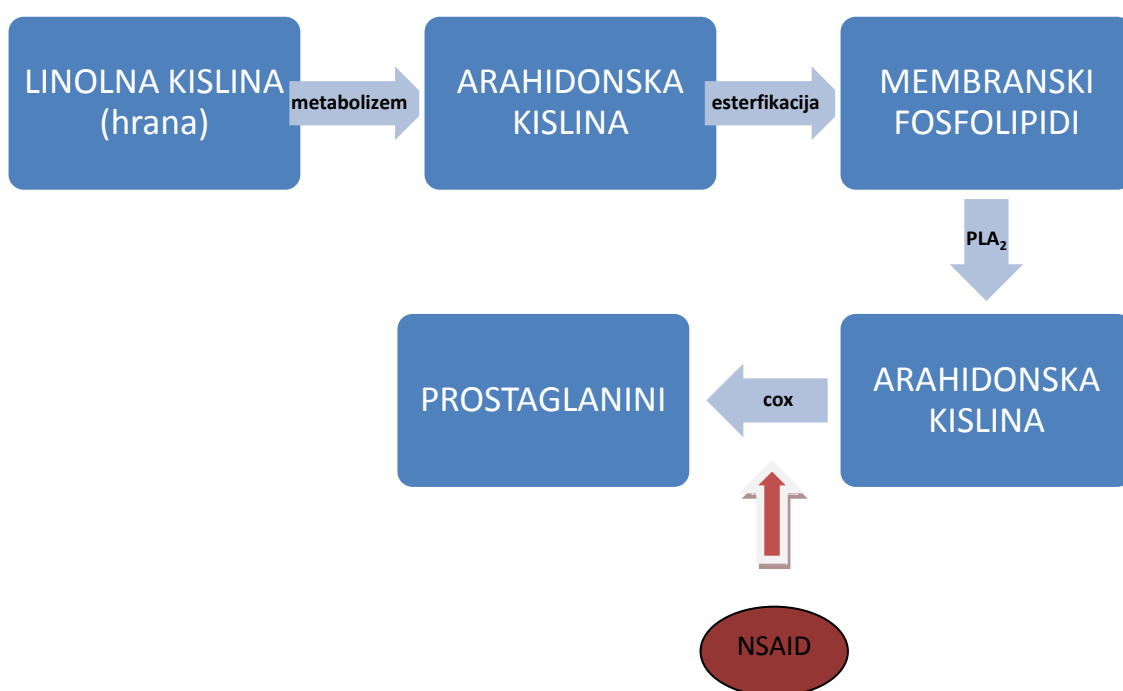 LINOLNA KISLINA
(hrana)
metabolizem
ARAHIDONSKA
KISLINA
esterfikacija
MEMBRANSKI
FOSFOLIPIDI
PLA₂
ARAHIDONSKA
KISLINA
cox
PROSTAGLANINI
NSAID